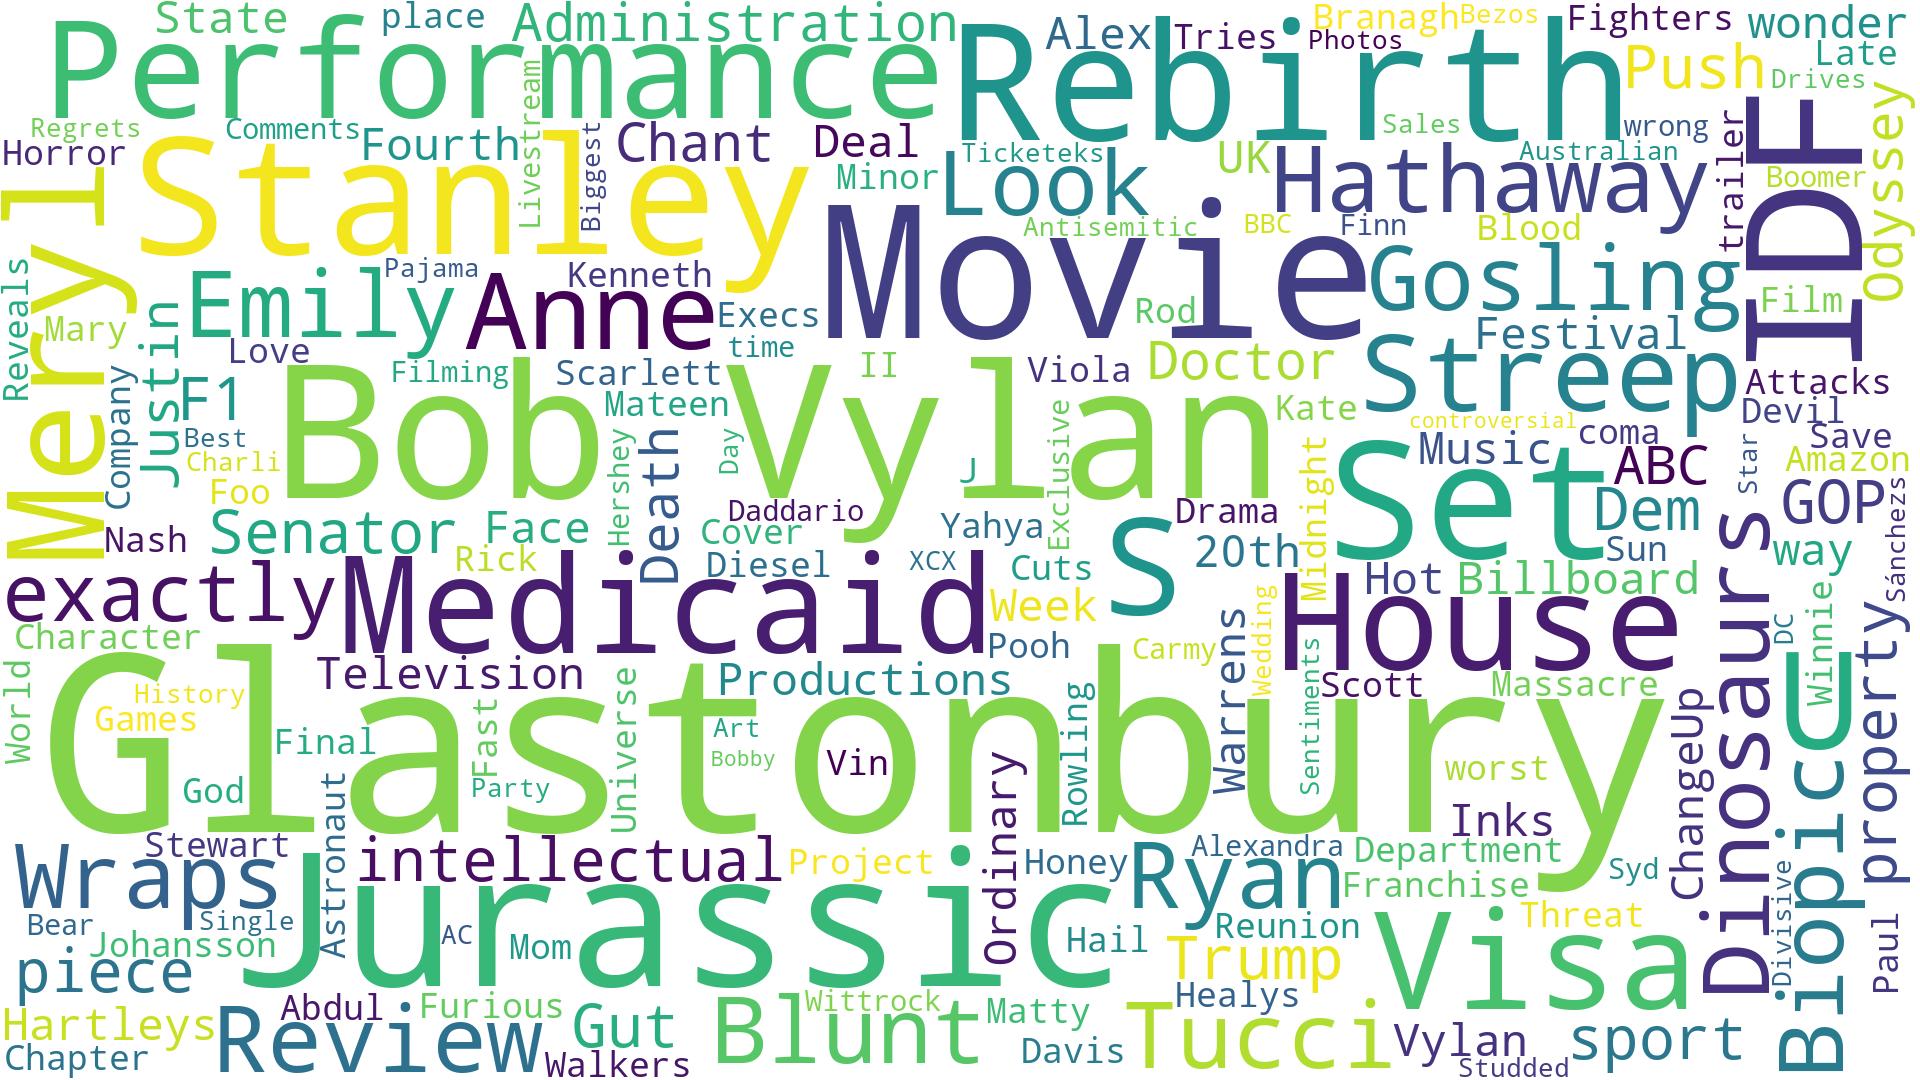 State
place
Administration
Performance
Rebirth
Alex
Tries
Branagh
Bezos
Photos
Fighters
wonder
Late
Push
Drives
Regrets
Horror
Comments
Fourth
Livestream
Biggest
Chant
Deal
Minor
Ticketeks
Look
UK
Sales
wrong
Australian
Hathaway
trailer
IDF
Boomer
Odyssey
Meryl
Stanley
Movie
Antisemitic
BBC
Finn
Blood
Gosling
Film
Reveals
Mary
Justin
Emily
Pajama
Anne
Kenneth
Execs
time
Rod
Festival
Streep
Love
F1
Company
Best
Charli
Foo
Bob Vylan
Filming
Scarlett
Mateen
II
Viola
Doctor
Kate
Attacks
Devil
Save
Amazon
controversial
Music
coma
ABC
Star
GOP
Sánchezs
Nash
Senator
Face
Rick
Hershey
Death
Day
J
Exclusive
Daddario
Cover
Diesel
Yahya
XCX
Cuts
S
Drama
20th
Midnight
Set
Dem
Sun
way
Hot
Billboard
exactly
Medicaid
Week
Pooh
House
Character
World
Television
Productions
Carmy
Warrens
Wedding
Sentiments
Scott
Massacre
Dinosaurs
DC
Winnie
U
property
History
Games
Glastonbury
Final
God
Fast
Party
Universe
Art
Bobby
Vin
Ordinary
Rowling
worst
Inks
ChangeUp
Stewart
Wraps
Astronaut
intellectual
Project
Honey
Alexandra
Ryan
Department
Franchise
Syd
Divisive
Biopic
Paul
Bear
Single
Johansson
AC
Mom
Jurassic
Hail
Reunion
Threat
Visa
piece
Trump
Healys
Hartleys
Chapter
Review
Abdul
Furious
Walkers
Gut
Blunt
Wittrock
Matty
Davis
Tucci
Vylan
Studded
sport